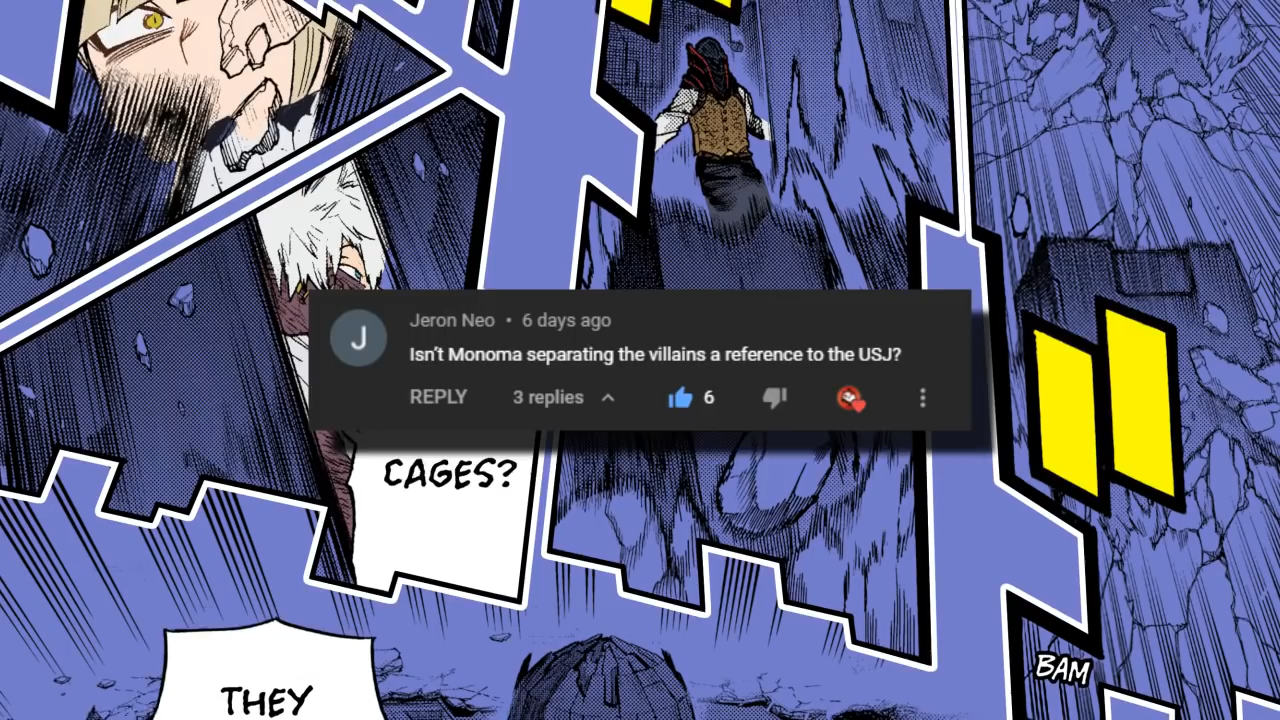 J
Jeron Neo • 6 days ago
Isn't Monoma separating the villains a reference to the USJ?
REPLY 3 replies 6
CAGES?
BAM
THEY